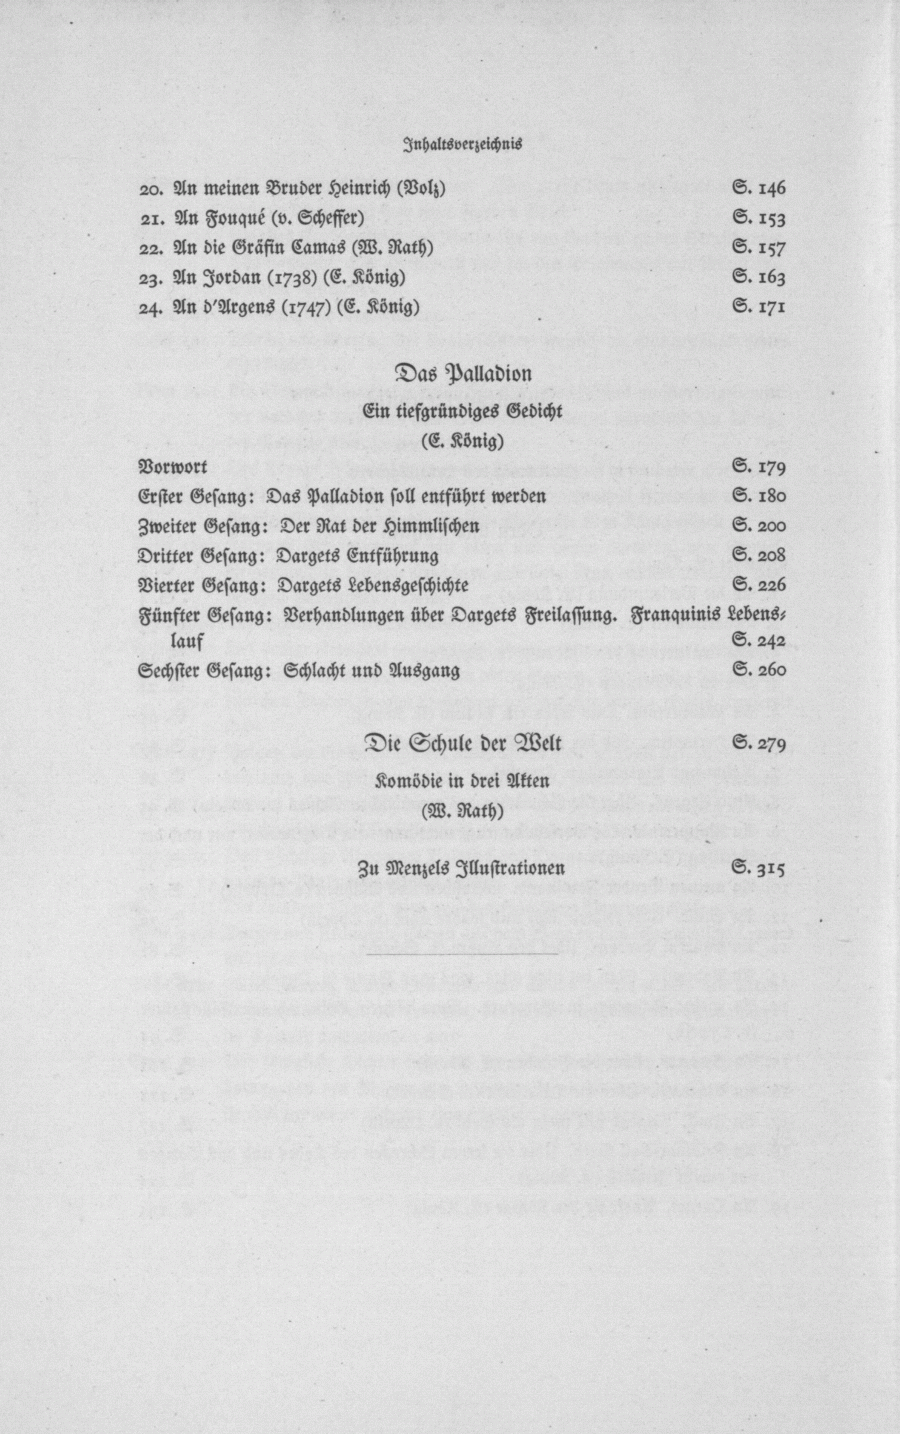 Inhaltsverzeichnis
20. An meinen Bruder Heinrich (Volz) S. 146
21. An Fouqué (v. Scheffer) S. 153
22. An die Gräfin Camas (W. Rath) S. 157
23. An Jordan (1738) (E. König) S. 163
24. An d'Argens (1747) (E. König) S. 171
Das Palladion
Ein tiefgründiges Gedicht
(E. König)
Vorwort S. 179
Erster Gesang: Das Palladion soll entführt werden S. 180
Zweiter Gesang: Der Rat der Himmlischen S. 200
Dritter Gesang: Dargets Entführung S. 208
Vierter Gesang: Dargets Lebensgeschichte S. 226
Fünfter Gesang: Verhandlungen über Dargets Freilassung. Franquinis Lebens-
lauf S. 242
Sechster Gesang: Schlacht und Ausgang S. 260
Die Schule der Welt S. 279
Komödie in drei Akten
(W. Rath)
Zu Menzels Illustrationen S. 315